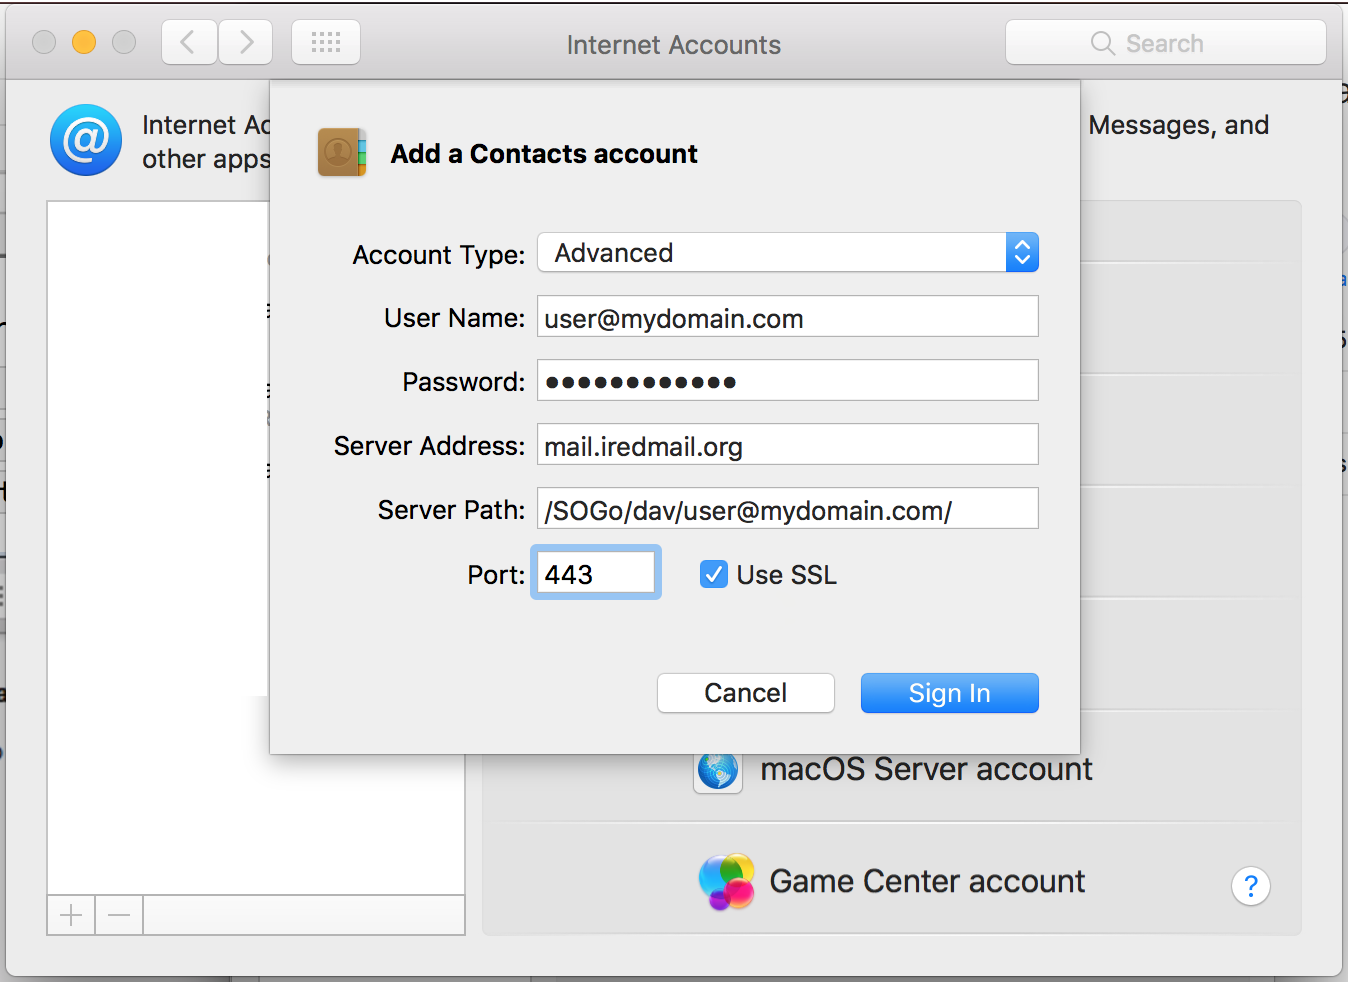 Internet Accounts
Search
Internet Ac
Messages, and
other apps
Add a Contacts account
Account Type: Advanced
User Name: user@mydomain.com
Password: ••••••••••••
Server Address: mail.iredmail.org
Server Path: /SOGo/dav/user@mydomain.com/
Port: 443
Use SSL
Cancel
Sign In
macOS Server account
Game Center account
?